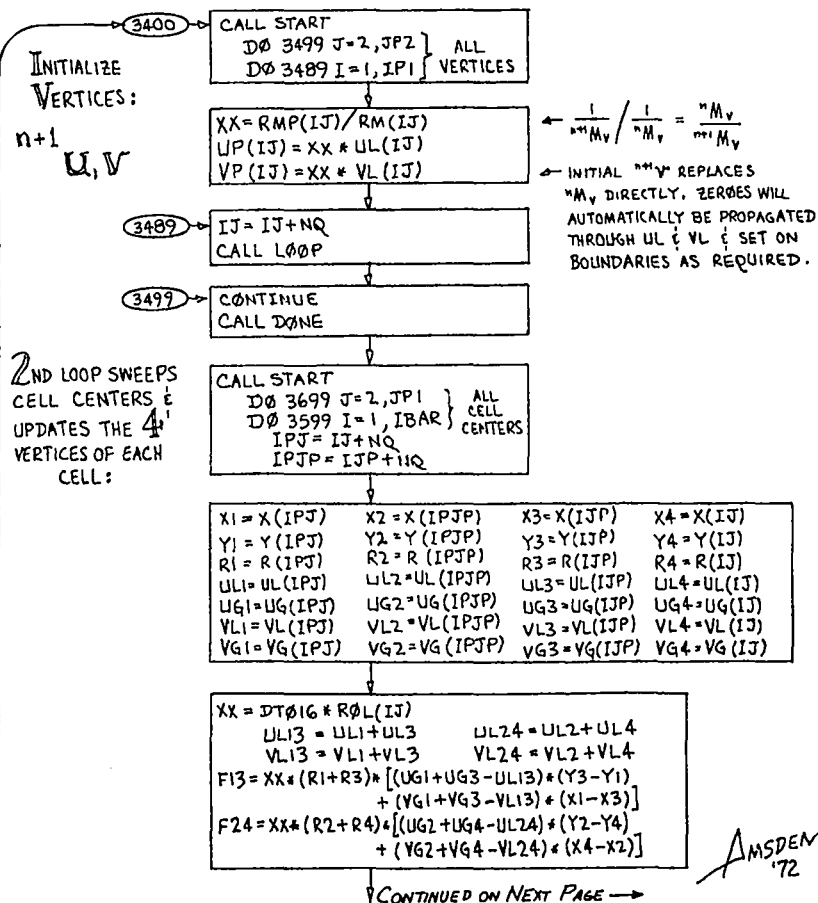 3400
CALL START
DØ 3499 J=2,JP2
DØ 3489 I=1,IP1
ALL
VERTICES
INITIALIZE
VERTICES:
n+1 U,V
XX=RMP(IJ)/RM(IJ)
UP(IJ)=XX * UL(IJ)
VP(IJ)=XX * VL(IJ)
1/ⁿ⁺¹Mᵥ / 1/ⁿMᵥ = ⁿMᵥ/ⁿ⁺¹Mᵥ
INITIAL ⁿ⁺¹V REPLACES
ⁿMᵥ DIRECTLY. ZERØES WILL
AUTOMATICALLY BE PROPAGATED
THROUGH UL & VL & SET ON
BOUNDARIES AS REQUIRED.
3489
IJ=IJ+NQ
CALL LØØP
3499
CØNTINUE
CALL DØNE
2ND LOOP SWEEPS
CELL CENTERS &
UPDATES THE 4
VERTICES OF EACH
CELL:
CALL START
DØ 3699 J=2,JP1
DØ 3599 I=1,IBAR
IPJ=IJ+NQ
IPJP=IJP+NQ
ALL
CELL
CENTERS
X1=X(IPJ) X2=X(IPJP) X3=X(IJP) X4=X(IJ)
Y1=Y(IPJ) Y2=Y(IPJP) Y3=Y(IJP) Y4=Y(IJ)
R1=R(IPJ) R2=R(IPJP) R3=R(IJP) R4=R(IJ)
UL1=UL(IPJ) UL2=UL(IPJP) UL3=UL(IJP) UL4=UL(IJ)
UG1=UG(IPJ) UG2=UG(IPJP) UG3=UG(IJP) UG4=UG(IJ)
VL1=VL(IPJ) VL2=VL(IPJP) VL3=VL(IJP) VL4=VL(IJ)
VG1=VG(IPJ) VG2=VG(IPJP) VG3=VG(IJP) VG4=VG(IJ)
XX=DTØ16*RØL(IJ)
UL13=UL1+UL3 UL24=UL2+UL4
VL13=VL1+VL3 VL24=VL2+VL4
F13=XX*(R1+R3)*[(UG1+UG3-UL13)*(Y3-Y1)
+(VG1+VG3-VL13)*(X1-X3)]
F24=XX*(R2+R4)*[(UG2+UG4-UL24)*(Y2-Y4)
+(VG2+VG4-VL24)*(X4-X2)]
CONTINUED ON NEXT PAGE →
AMSDEN
'72